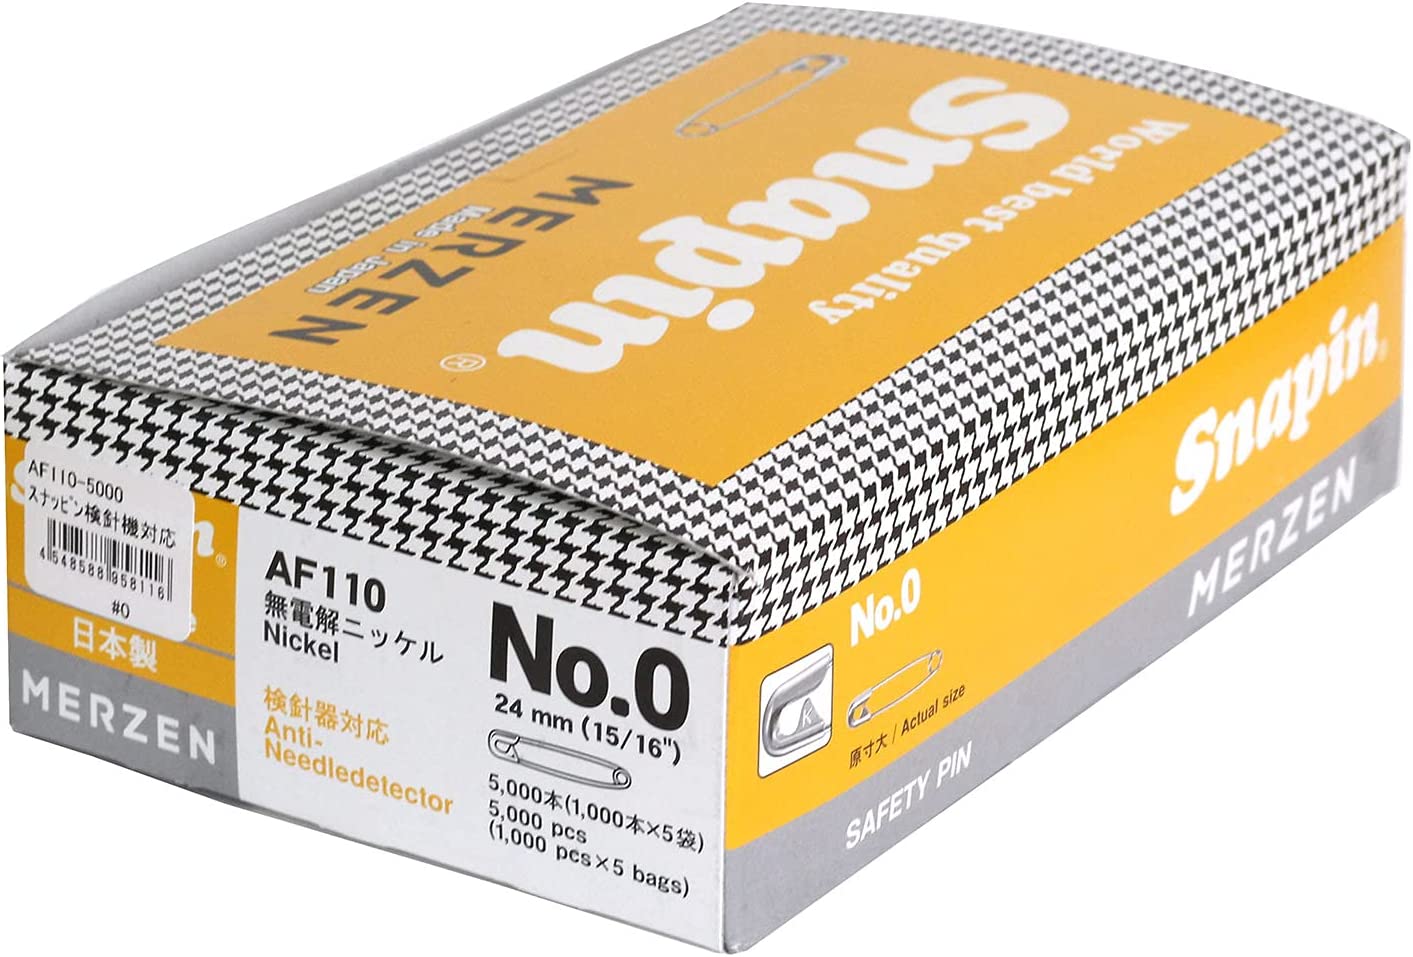 World best quality
Snapin®
MERZEN
Made in Japan
AF110-5000
スナッピン検針機対応
4 548588 958116
#0
日本製
MERZEN
AF110
無電解ニッケル
Nickel
検針器対応
Anti-
Needledetector
No.0
24 mm (15/16")
5,000本(1,000本×5袋)
5,000 pcs
(1,000 pcs×5 bags)
Snapin®
MERZEN
No.0
K
原寸大 / Actual size
SAFETY PIN